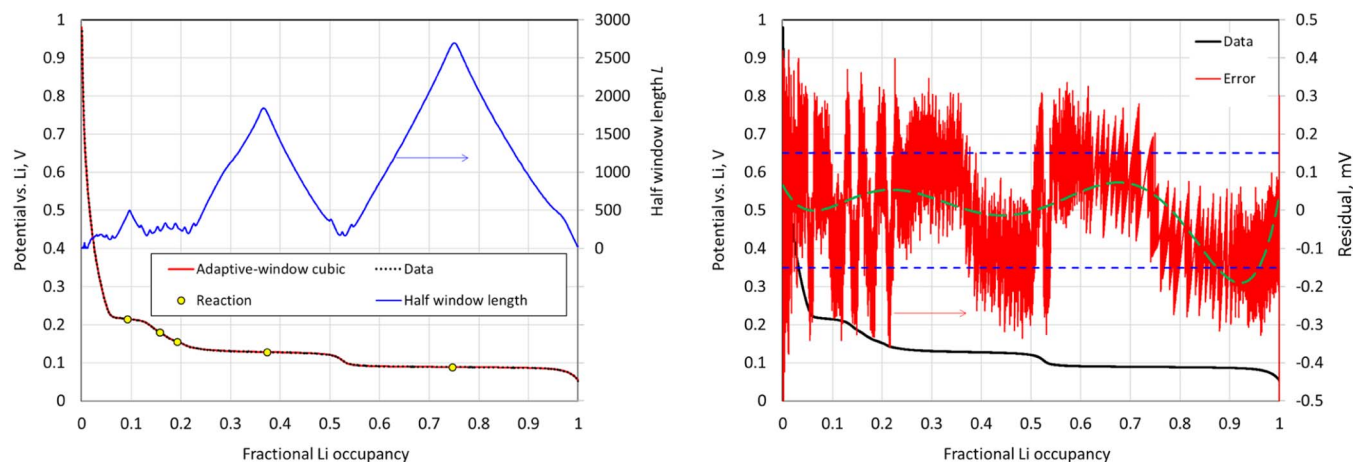 1
0.9
0.8
0.7
0.6
0.5
0.4
0.3
0.2
0.1
0
Potential vs. Li, V
3000
2500
2000
1500
1000
500
0
Half window length L
Adaptive-window cubic
Data
Reaction
Half window length
0 0.1 0.2 0.3 0.4 0.5 0.6 0.7 0.8 0.9 1
Fractional Li occupancy
1
0.9
0.8
0.7
0.6
0.5
0.4
0.3
0.2
0.1
0
Potential vs. Li, V
Data
Error
0.5
0.4
0.3
0.2
0.1
0
-0.1
-0.2
-0.3
-0.4
-0.5
Residual, mV
0 0.1 0.2 0.3 0.4 0.5 0.6 0.7 0.8 0.9 1
Fractional Li occupancy